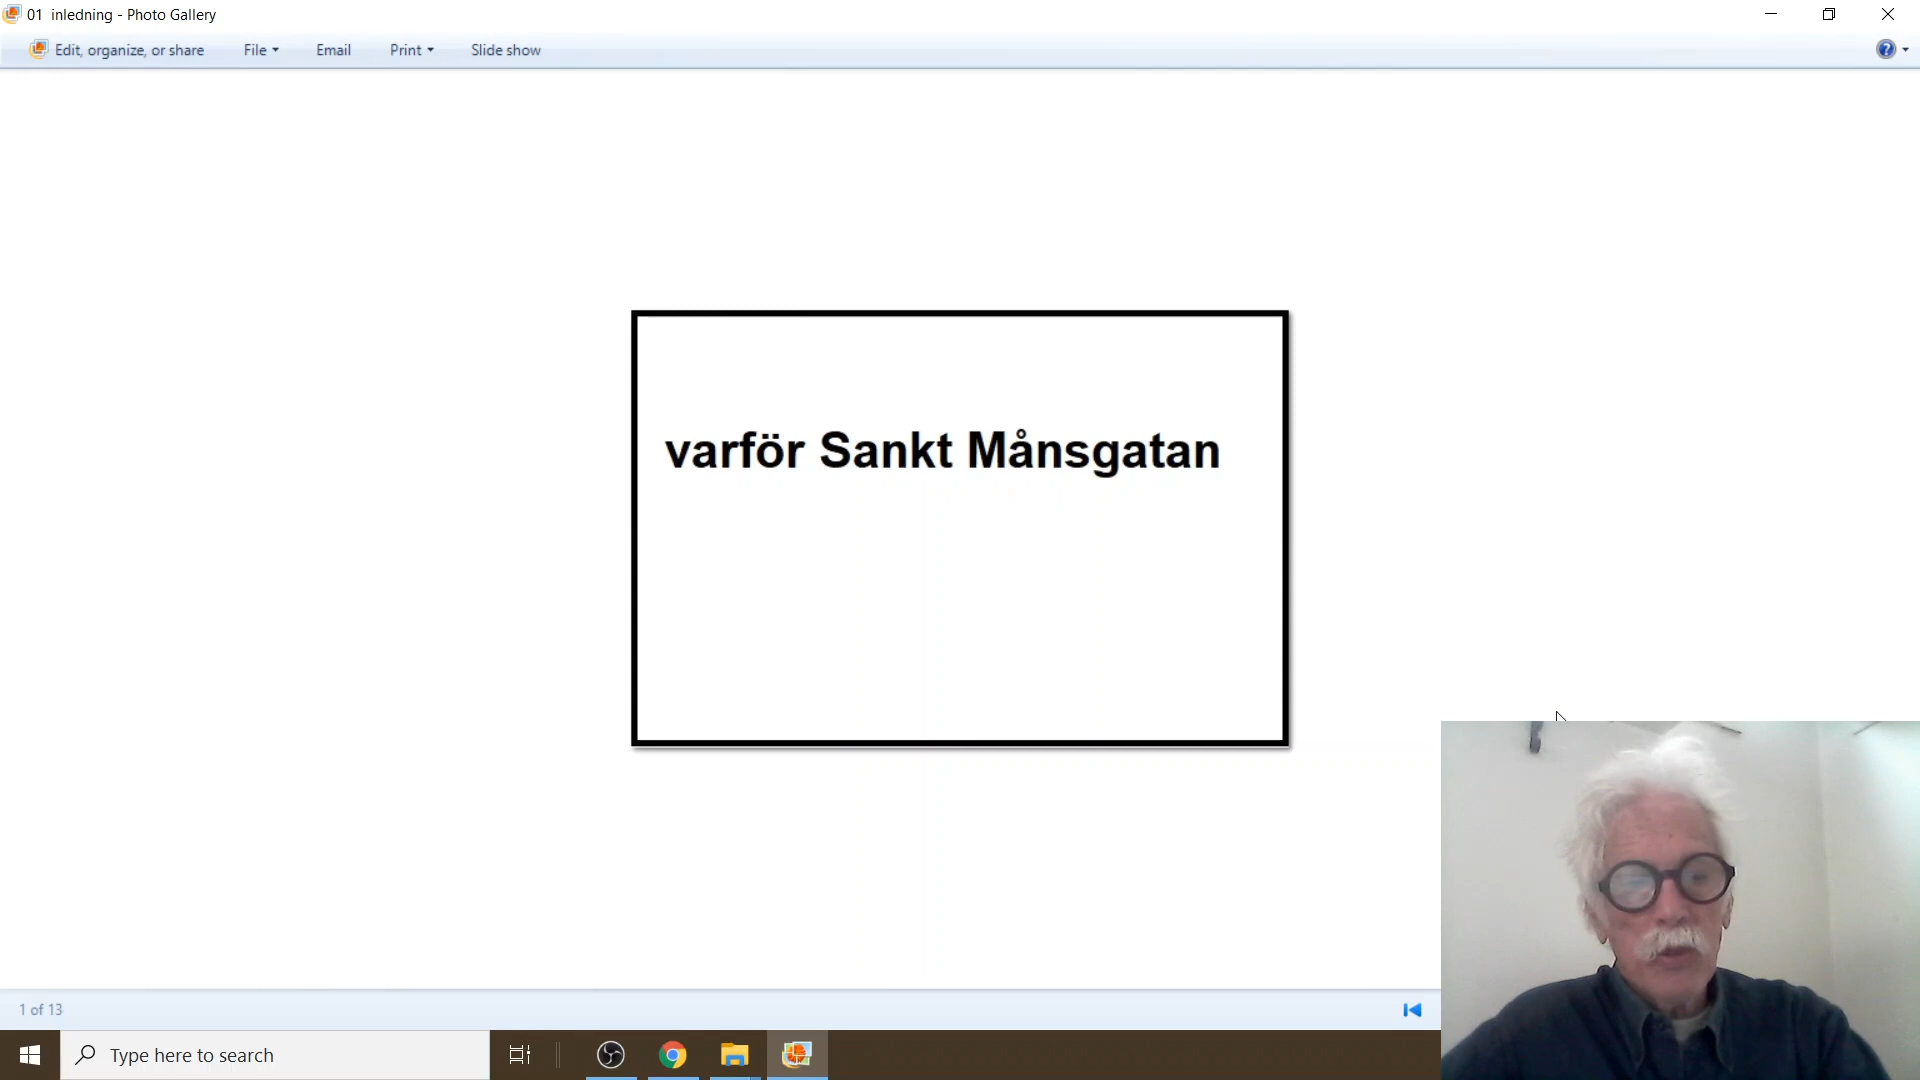 01 inledning - Photo Gallery
Edit, organize, or share File Email Print Slide show
varför Sankt Månsgatan
1 of 13
Type here to search